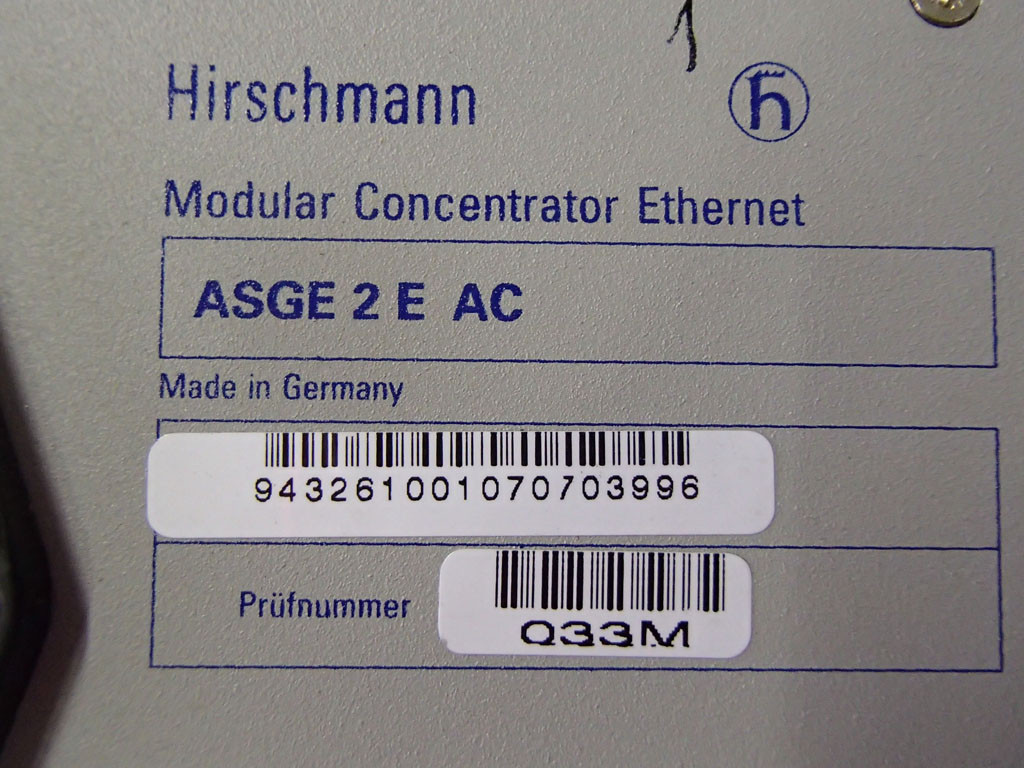 1
Hirschmann h
Modular Concentrator Ethernet
ASGE 2 E AC
Made in Germany
943261001070703996
Prüfnummer Q33M